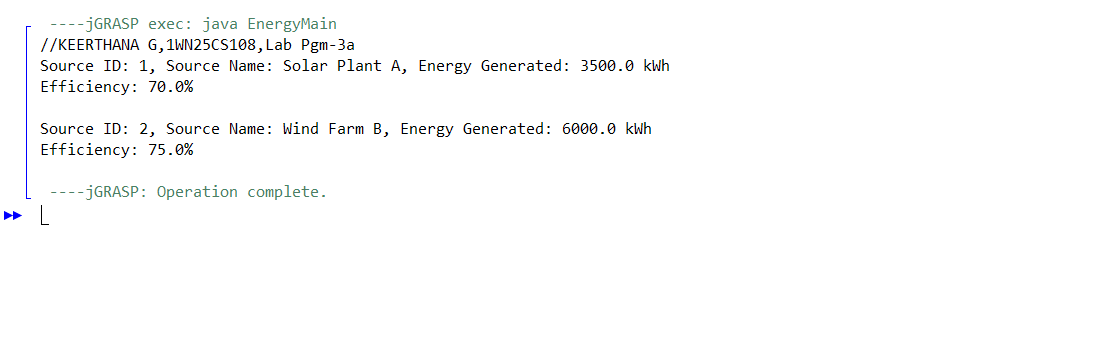 ----jGRASP exec: java EnergyMain
//KEERTHANA G,1WN25CS108,Lab Pgm-3a
Source ID: 1, Source Name: Solar Plant A, Energy Generated: 3500.0 kWh
Efficiency: 70.0%
Source ID: 2, Source Name: Wind Farm B, Energy Generated: 6000.0 kWh
Efficiency: 75.0%
----jGRASP: Operation complete.